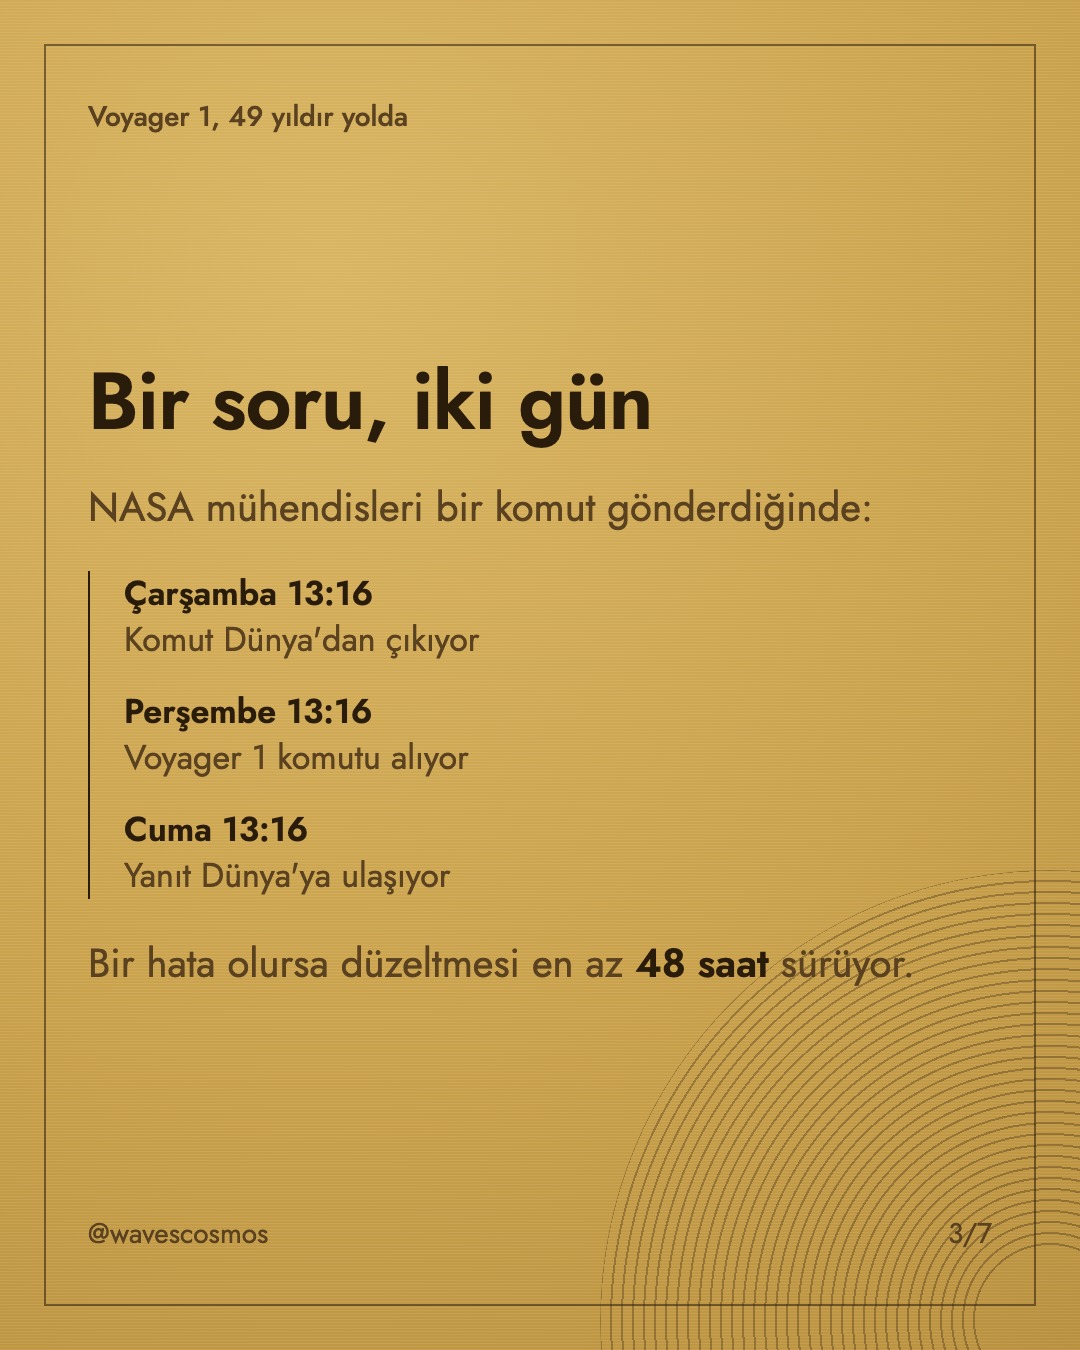 Voyager 1, 49 yıldır yolda
Bir soru, iki gün
NASA mühendisleri bir komut gönderdiğinde:
Çarşamba 13:16
Komut Dünya'dan çıkıyor
Perşembe 13:16
Voyager 1 komutu alıyor
Cuma 13:16
Yanıt Dünya'ya ulaşıyor
Bir hata olursa düzeltmesi en az 48 saat sürüyor.
@wavescosmos
3/7